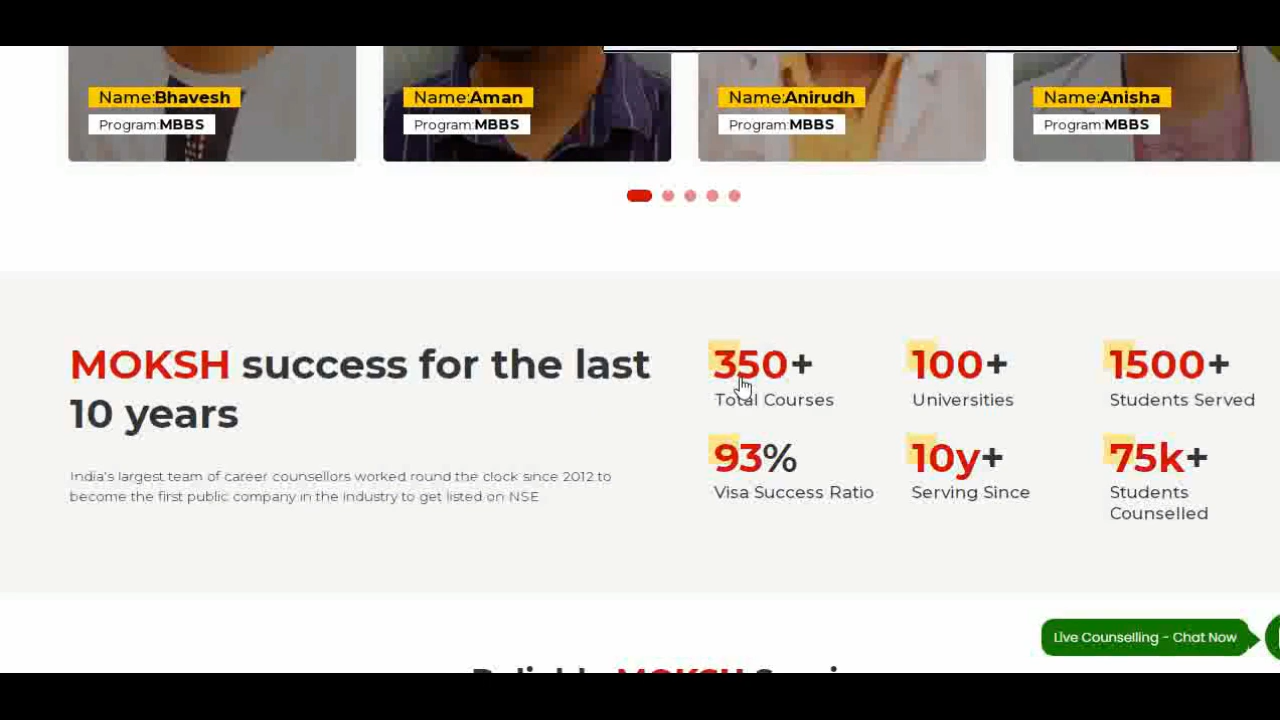 Name:Bhavesh
Program:MBBS
Name:Aman
Program:MBBS
Name:Anirudh
Program:MBBS
Name:Anisha
Program:MBBS
MOKSH success for the last
10 years
India's largest team of career counsellors worked round the clock since 2012 to
become the first public company in the industry to get listed on NSE
350+
Total Courses
100+
Universities
1500+
Students Served
93%
Visa Success Ratio
10y+
Serving Since
75k+
Students
Counselled
Live Counselling - Chat Now
MOKSH